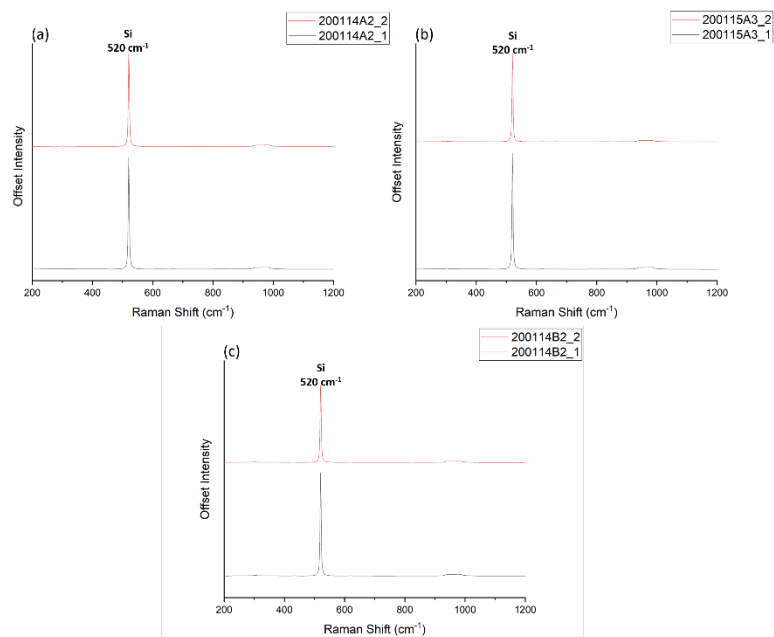 (a)
200114A2_2
200114A2_1
Si
520 cm⁻¹
Offset Intensity
200 400 600 800 1000 1200
Raman Shift (cm⁻¹)
(b)
200115A3_2
200115A3_1
Si
520 cm⁻¹
Offset Intensity
200 400 600 800 1000 1200
Raman Shift (cm⁻¹)
(c)
200114B2_2
200114B2_1
Si
520 cm⁻¹
Offset Intensity
200 400 600 800 1000 1200
Raman Shift (cm⁻¹)